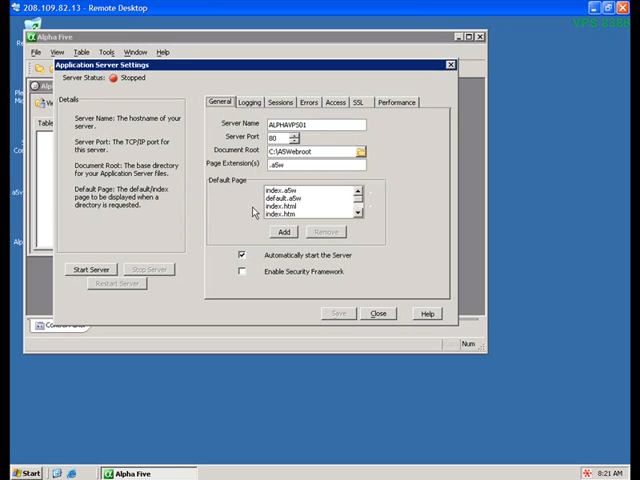 208.109.82.13 - Remote Desktop
VPS 8386
Alpha Five
File View Table Tools Window Help
Application Server Settings
Server Status: Stopped
Details
Server Name: The hostname of your
server.
Server Port: The TCP/IP port for
this server.
Document Root: The base directory
for your Application Server files.
Default Page: The default/index
page to be displayed when a
directory is requested.
Start Server Stop Server
Restart Server
General Logging Sessions Errors Access SSL Performance
Server Name ALPHAVPS01
Server Port 80
Document Root C:\A5Webroot
Page Extension(s) .a5w
Default Page
index.a5w
default.a5w
index.html
index.htm
Add Remove
Automatically start the Server
Enable Security Framework
Save Close Help
Num
Start Alpha Five 8:21 AM